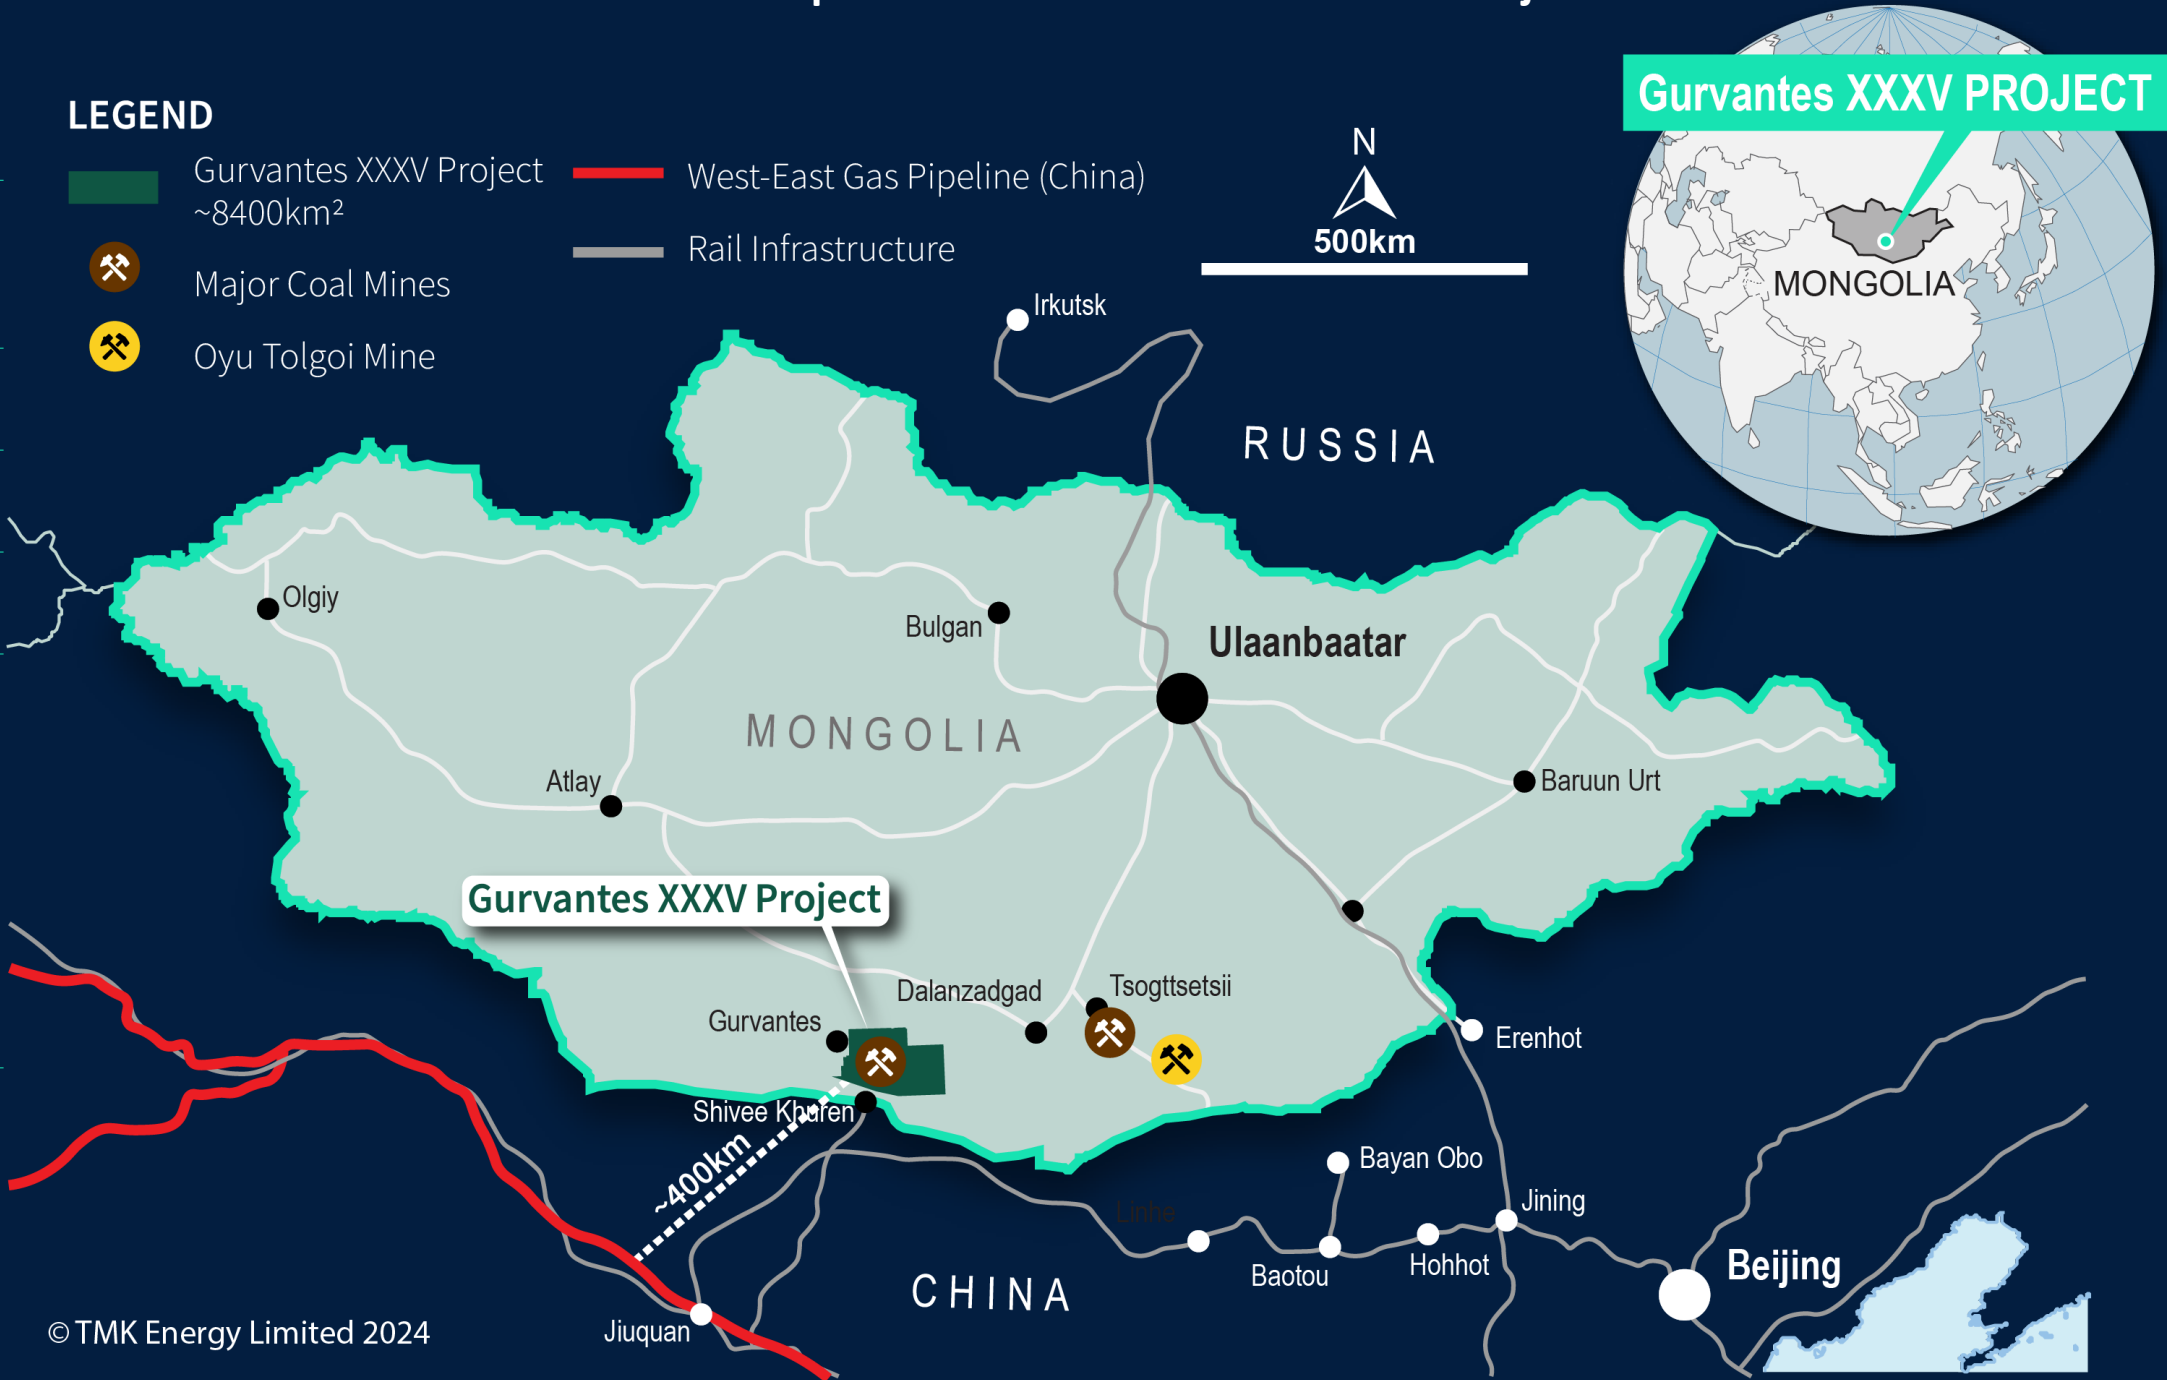 LEGEND
Gurvantes XXXV Project
~8400km²
Major Coal Mines
Oyu Tolgoi Mine
West-East Gas Pipeline (China)
Rail Infrastructure
N
500km
Gurvantes XXXV PROJECT
MONGOLIA
Irkutsk
RUSSIA
Olgiy
Bulgan
Ulaanbaatar
MONGOLIA
Atlay
Baruun Urt
Gurvantes XXXV Project
Dalanzadgad
Tsogttsetsii
Gurvantes
Erenhot
Shivee Khuren
~400km
Bayan Obo
Linhe
Jining
Baotou
Hohhot
Beijing
CHINA
Jiuquan
© TMK Energy Limited 2024